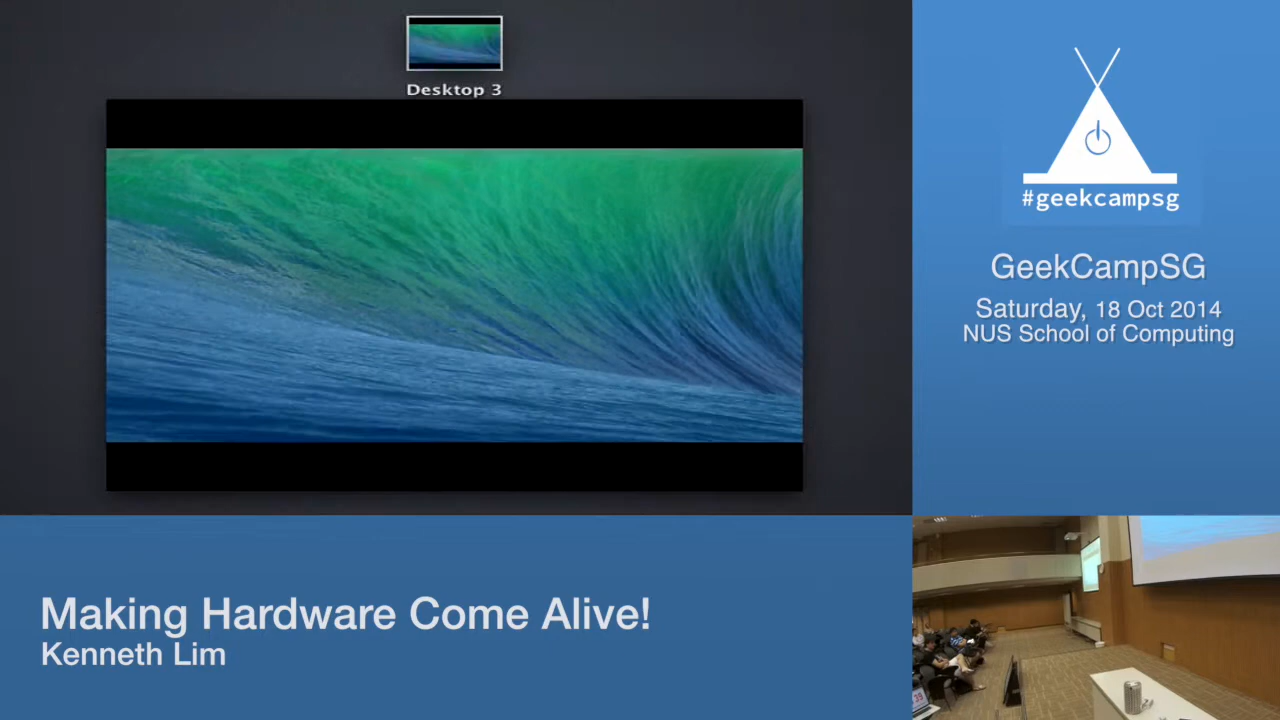 Desktop 3
#geekcampsg
GeekCampSG
Saturday, 18 Oct 2014
NUS School of Computing
Making Hardware Come Alive!
Kenneth Lim